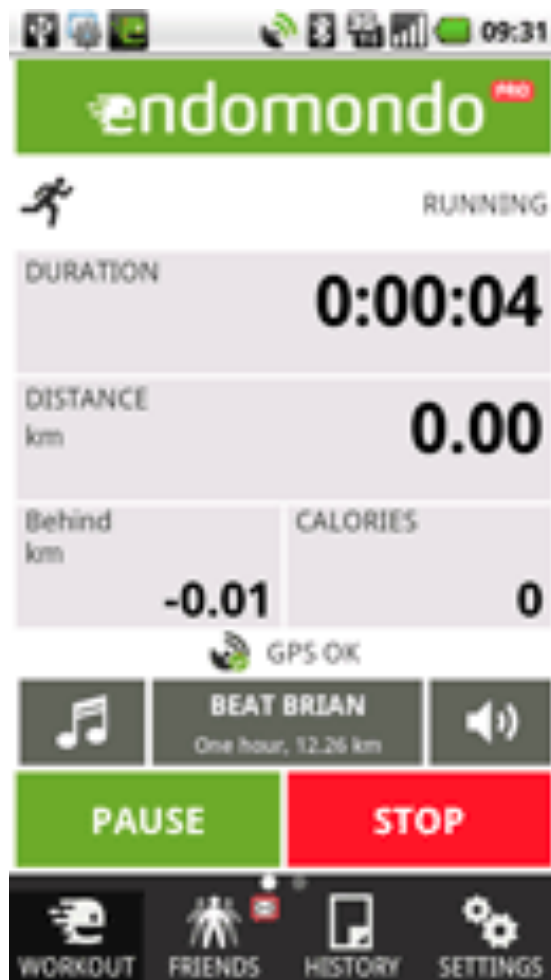 09:31
endomondo PRO
RUNNING
DURATION
0:00:04
DISTANCE
km
0.00
Behind
km
-0.01
CALORIES
0
GPS OK
BEAT BRIAN
One hour, 12.26 km
PAUSE
STOP
WORKOUT FRIENDS HISTORY SETTINGS